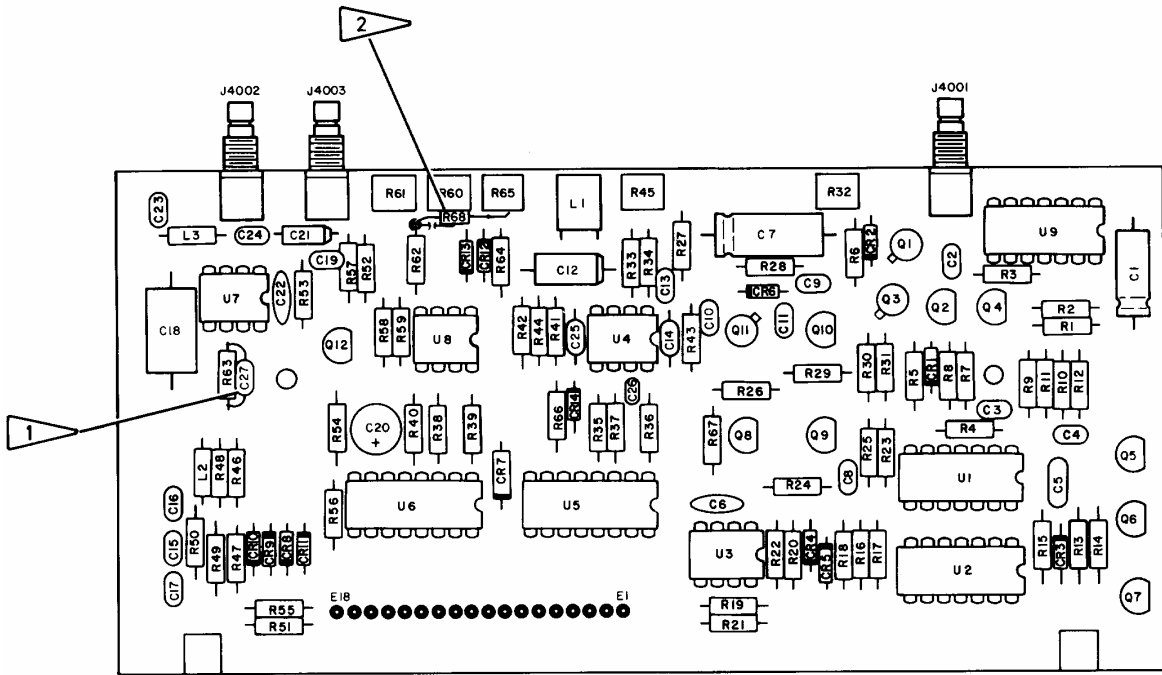 2
J4002 J4003 J4001
R61 R60 R65 L1 R45 R32
C23 R68
L3 C24 C21 C7 U9
R57 R52 R62 CR13 CR12 R64 C12 R33 R34 R27 R28 R6 CR2 Q1 C2 R3 C1
C19 C13 CR6 C9
U7 C22 R53 Q3 Q2 Q4 R2
C18 Q12 R58 R59 U8 R42 R44 R41 C25 U4 C14 R43 C10 Q11 C11 Q10 R1
R63 C27 R30 R31 R5 CR1 R8 R7 R9 R11 R10 R12
R29
R26
C26
1
R54 C20 + R40 R38 R39 R66 CR14 R35 R37 R36 R67 Q8 Q9 R25 R23 R4 C3 C4
L2 R48 R46 CR7 R24 C8 U1 C5 Q5
C16 R56 U6 U5 C6 Q6
C15 R50 R49 R47 CR10 CR9 CR8 CR11 U3 R22 R20 CR4 CR5 R18 R16 R17 U2 R15 CR3 R13 R14
C17 Q7
R55 E18 E1 R19
R51 R21